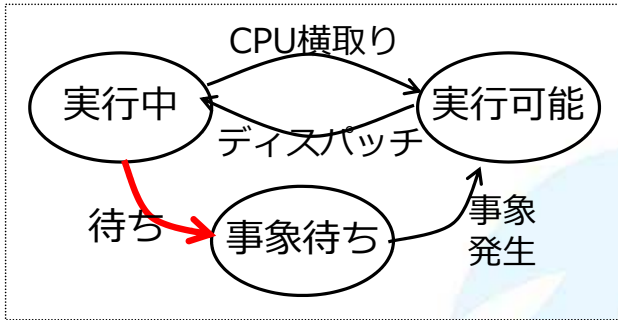 CPU横取り
実行中
実行可能
ディスパッチ
待ち
事象待ち
事象
発生